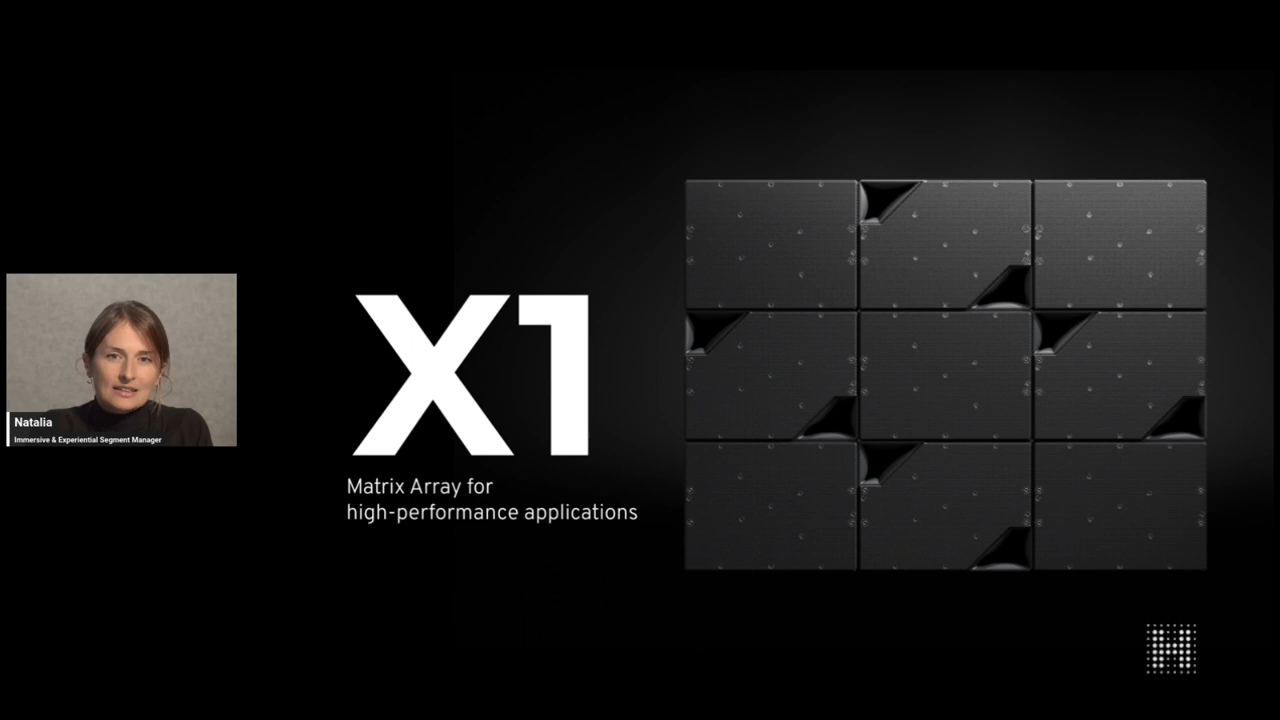 Natalia
Immersive & Experiential Segment Manager
X1
Matrix Array for
high-performance applications
H